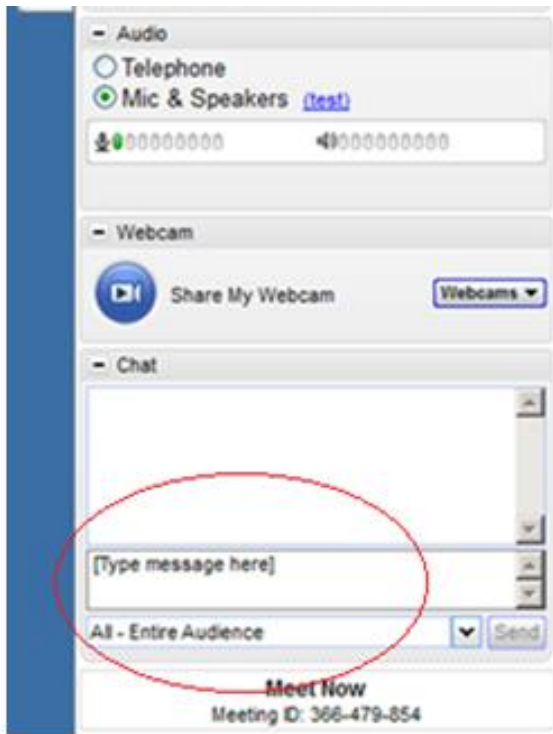 - Audio
Telephone
Mic & Speakers (test)
- Webcam
Share My Webcam Webcams
- Chat
[Type message here]
All - Entire Audience Send
Meet Now
Meeting ID: 366-479-854